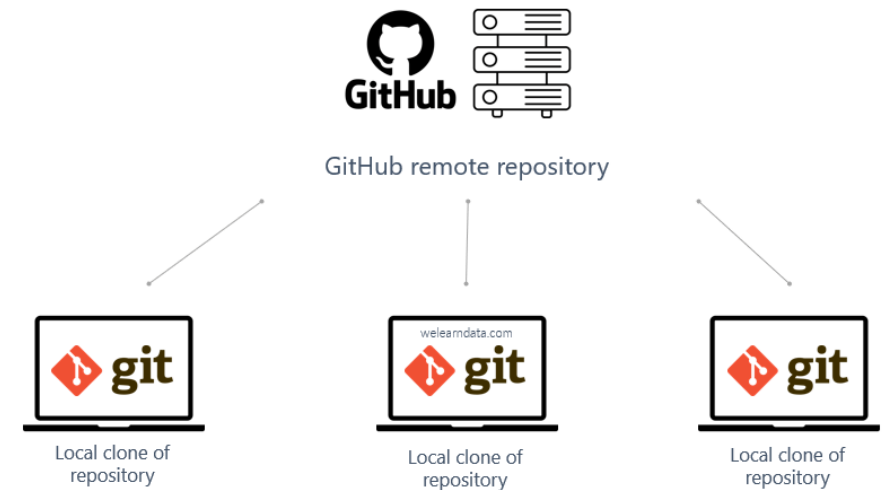 GitHub
GitHub remote repository
welearndata.com
git
git
git
Local clone of
repository
Local clone of
repository
Local clone of
repository